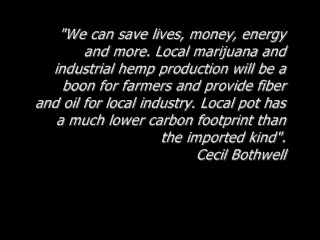 "We can save lives, money, energy
and more. Local marijuana and
industrial hemp production will be a
boon for farmers and provide fiber
and oil for local industry. Local pot has
a much lower carbon footprint than
the imported kind".
Cecil Bothwell